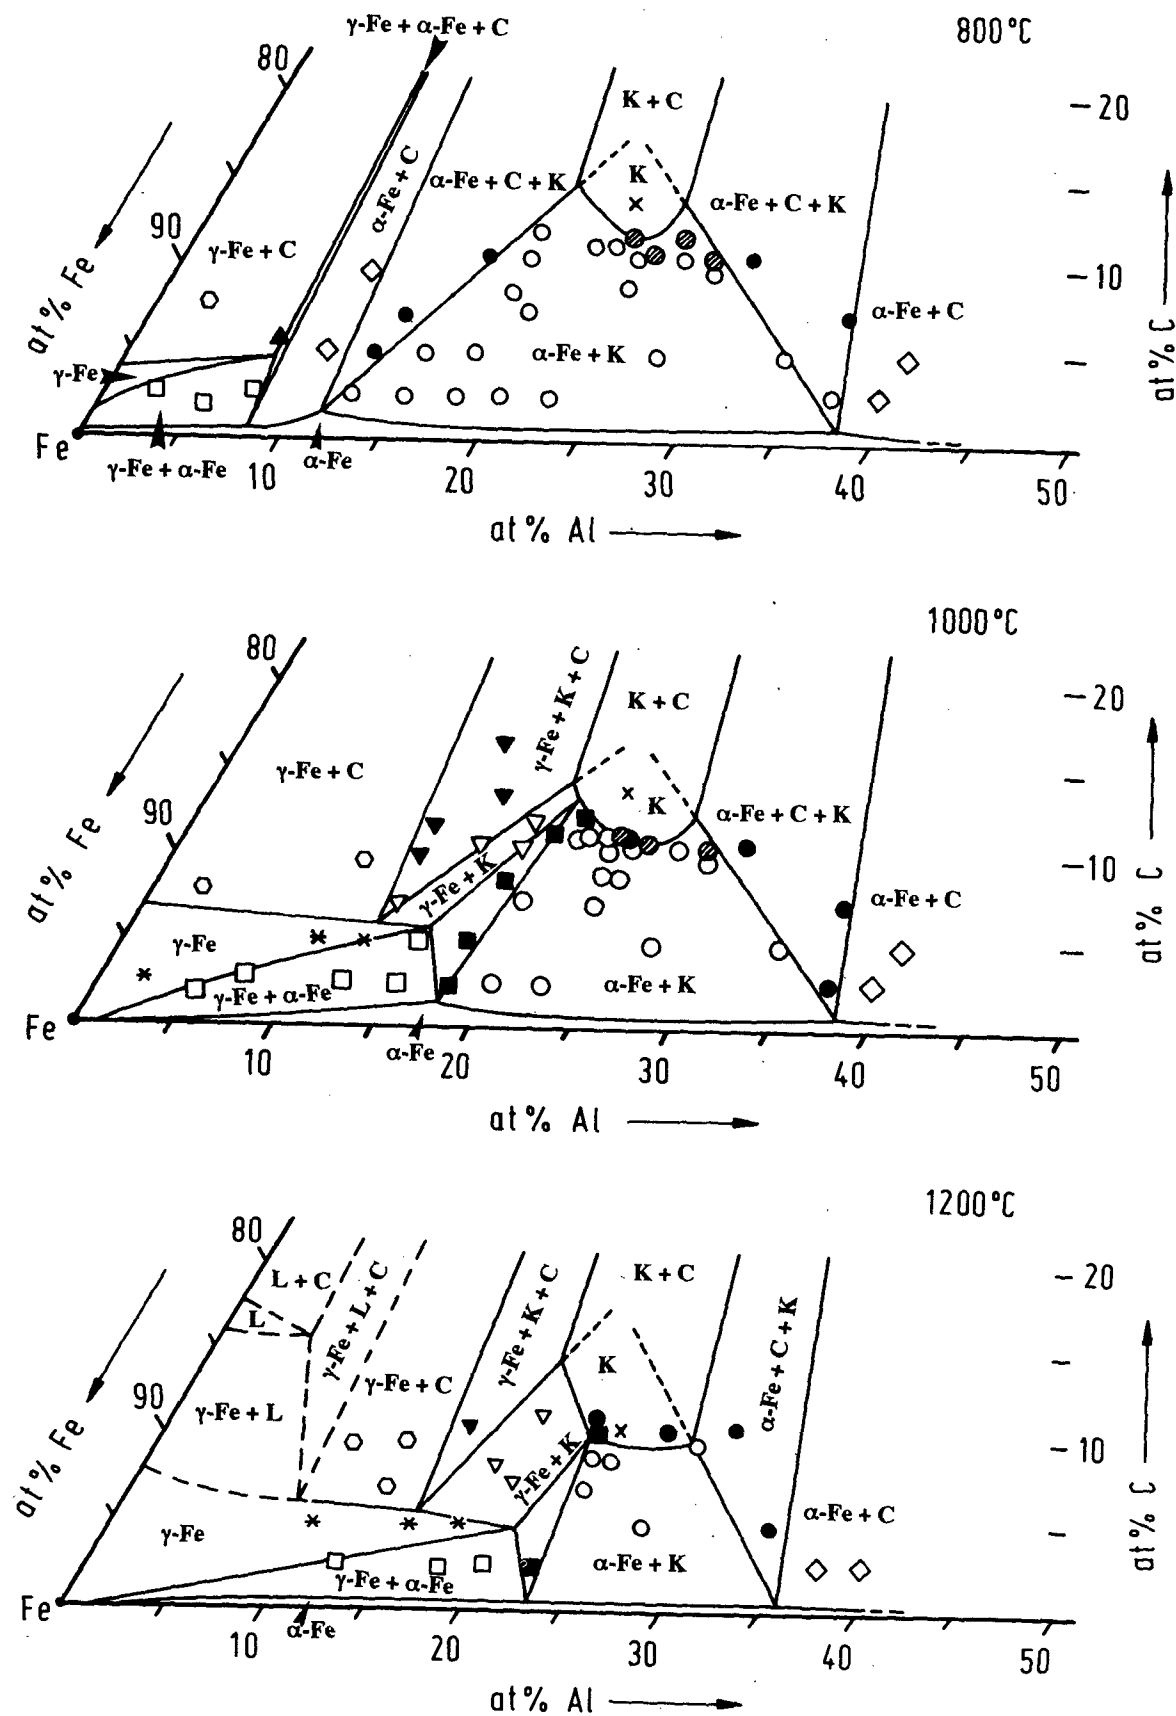 γ-Fe + α-Fe + C
800°C
80
K + C
20
α-Fe + C
α-Fe + C + K
K
α-Fe + C + K
90
γ-Fe + C
at% Fe
10
α-Fe + C
at% C
γ-Fe
α-Fe + K
Fe
γ-Fe + α-Fe
10
α-Fe
20
30
40
50
at% Al
1000°C
80
γ-Fe + K + C
K + C
20
γ-Fe + C
K
α-Fe + C + K
90
at% Fe
γ-Fe + K
10
α-Fe + C
at% C
γ-Fe
γ-Fe + α-Fe
α-Fe + K
Fe
10
α-Fe
20
30
40
50
at% Al
1200°C
80
L + C
K + C
20
L
γ-Fe + L + C
γ-Fe + K + C
α-Fe + C + K
K
γ-Fe + C
90
γ-Fe + L
at% Fe
γ-Fe + K
10
at% C
γ-Fe
α-Fe + C
α-Fe + K
γ-Fe + α-Fe
Fe
10
α-Fe
20
30
40
50
at% Al